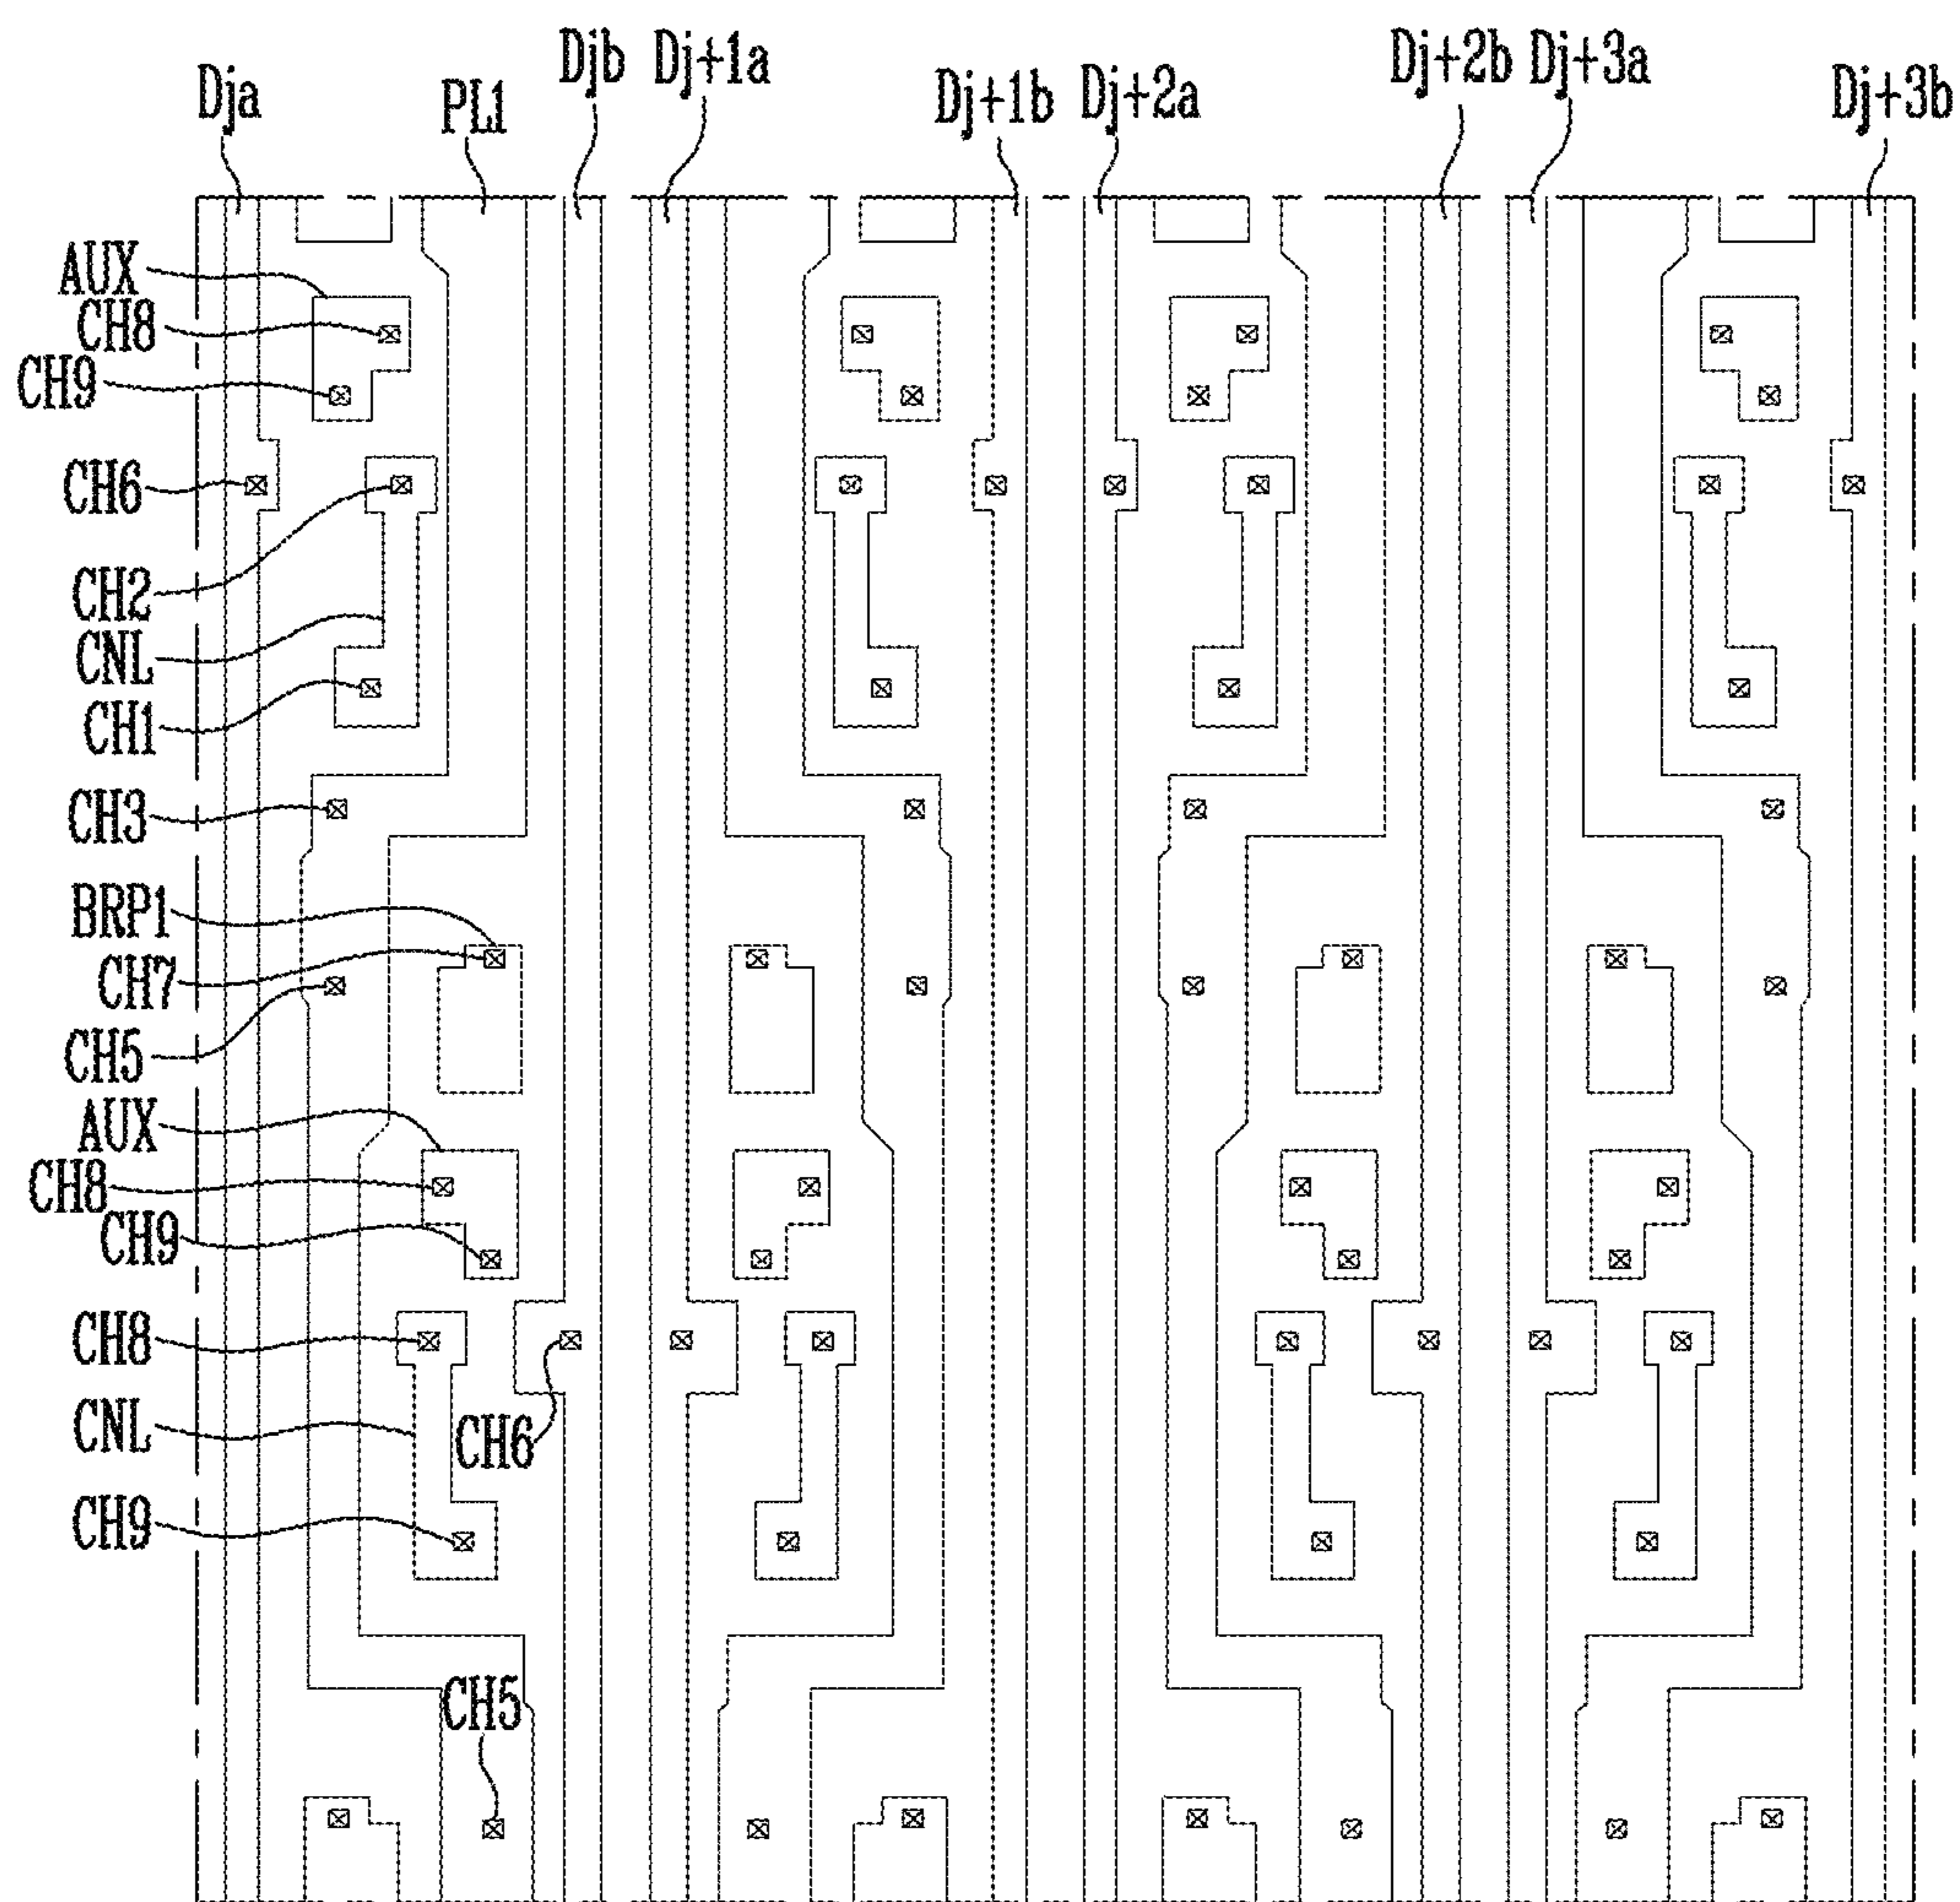 Dja PL1 Djb Dj+1a Dj+1b Dj+2a Dj+2b Dj+3a Dj+3b
AUX
CH8
CH9
CH6
CH2
CNL
CH1
CH3
BRP1
CH7
CH5
AUX
CH8
CH9
CH8
CNL
CH6
CH9
CH5